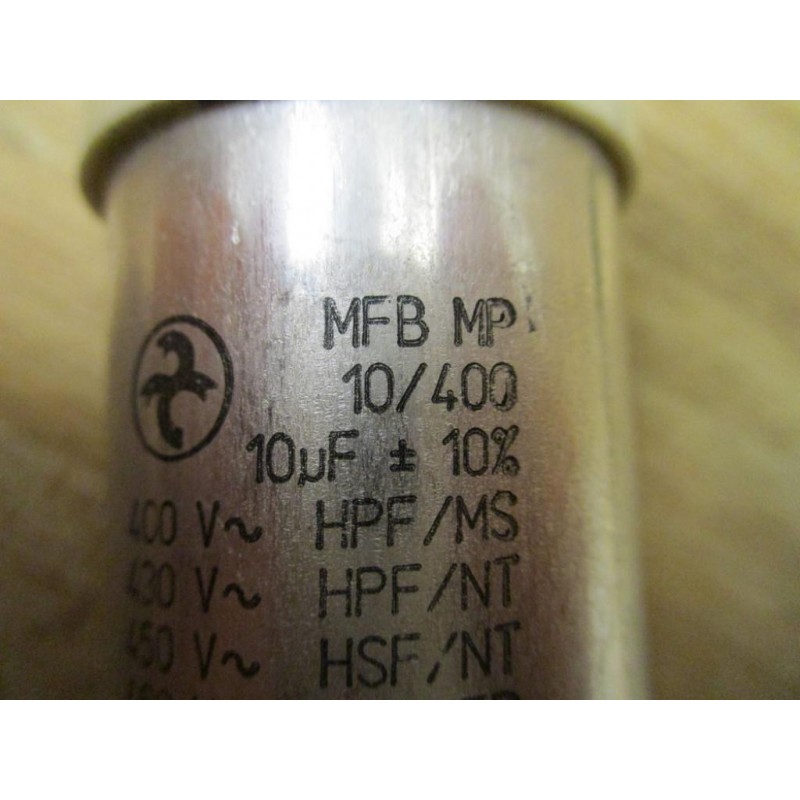 MFB MP
10/400
10µF ± 10%
400 V~ HPF/MS
430 V~ HPF/NT
450 V~ HSF/NT